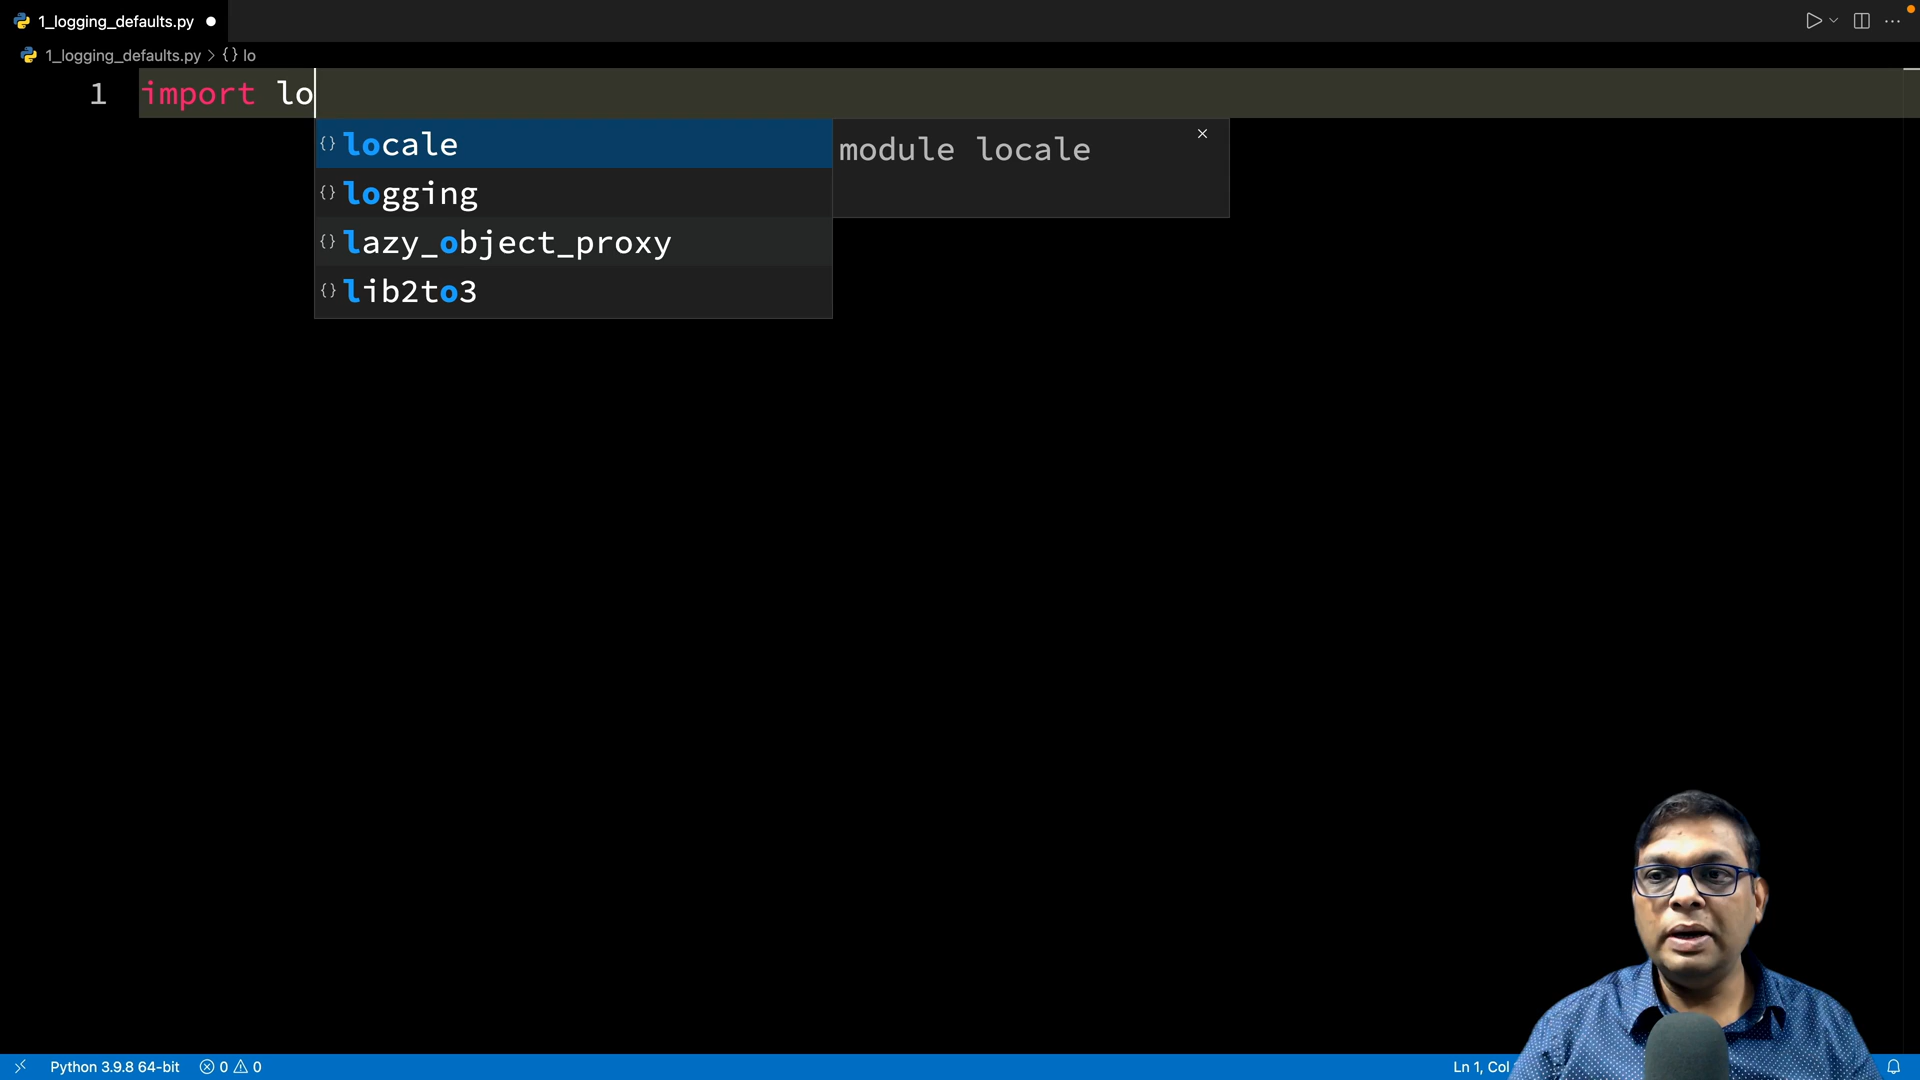 1_logging_defaults.py
1_logging_defaults.py > {} lo
1 import lo
{} locale
module locale
{} logging
{} lazy_object_proxy
{} lib2to3
Python 3.9.8 64-bit 0 0
Ln 1, Col